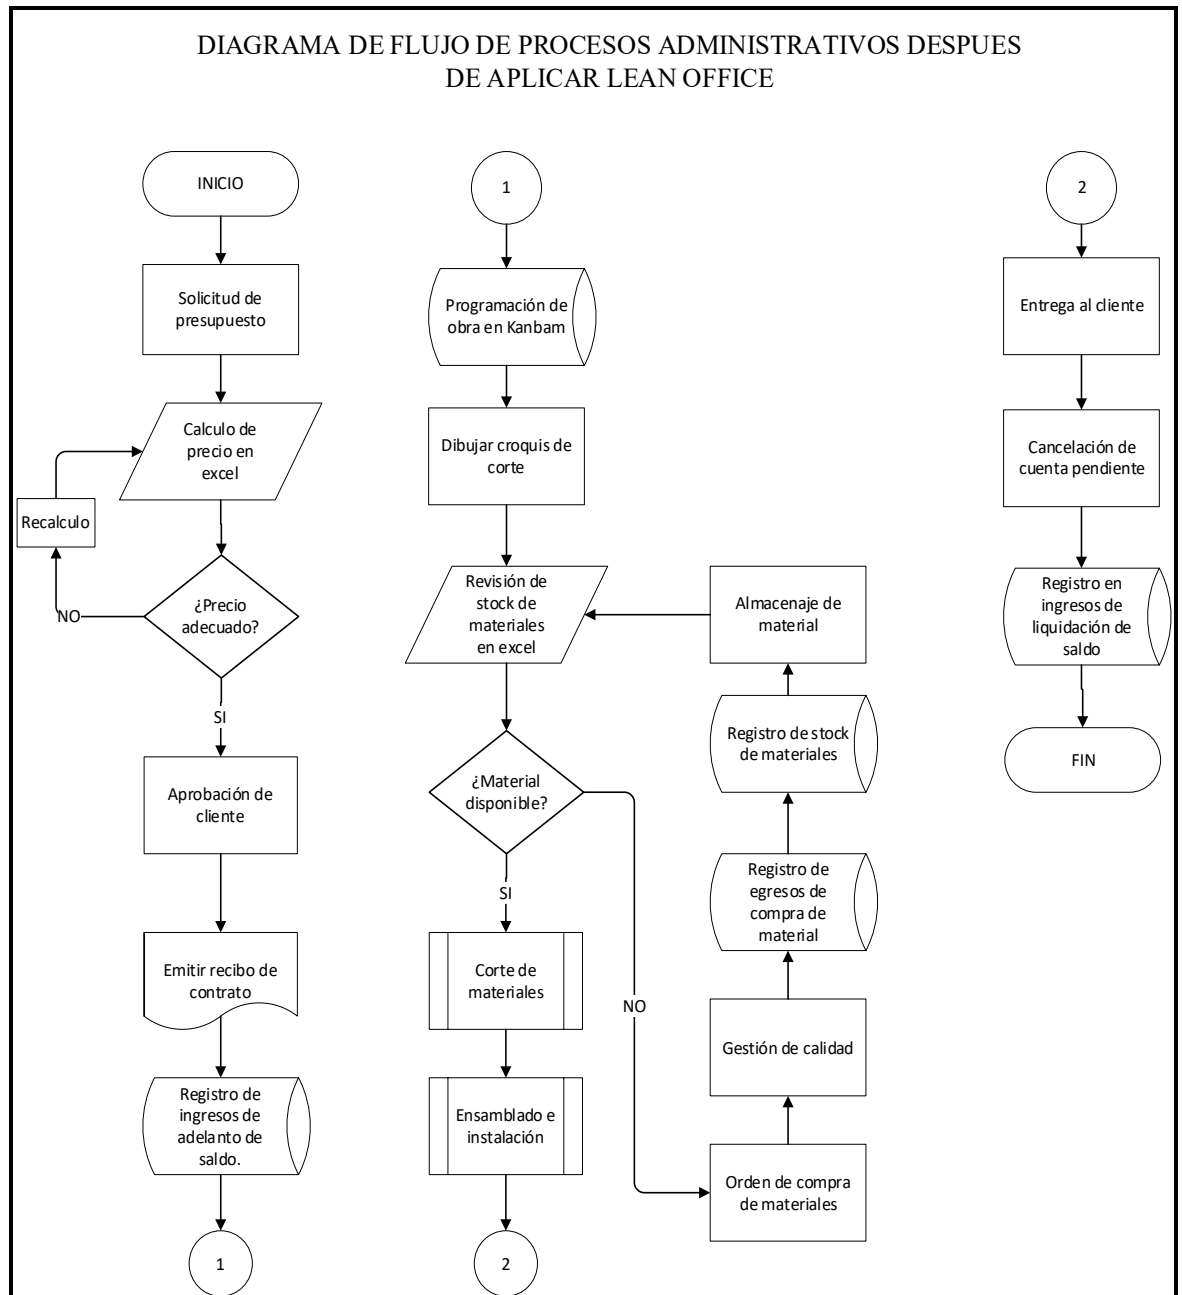 DIAGRAMA DE FLUJO DE PROCESOS ADMINISTRATIVOS DESPUES
DE APLICAR LEAN OFFICE
INICIO
Solicitud de
presupuesto
Calculo de
precio en
excel
Recalculo
NO
¿Precio
adecuado?
SI
Aprobación de
cliente
Emitir recibo de
contrato
Registro de
ingresos de
adelanto de
saldo.
1
1
Programación de
obra en Kanbam
Dibujar croquis de
corte
Revisión de
stock de
materiales
en excel
¿Material
disponible?
SI
Corte de
materiales
Ensamblado e
instalación
2
NO
Almacenaje de
material
Registro de stock
de materiales
Registro de
egresos de
compra de
material
Gestión de calidad
Orden de compra
de materiales
2
Entrega al cliente
Cancelación de
cuenta pendiente
Registro en
ingresos de
liquidación de
saldo
FIN